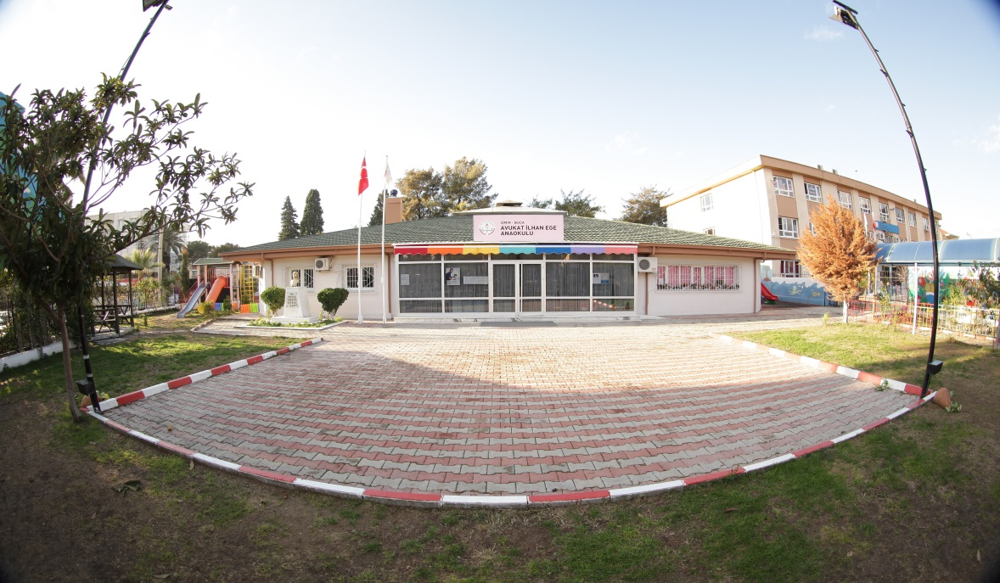 İZMİR - BUCA
AVUKAT İLHAN EGE
ANAOKULU